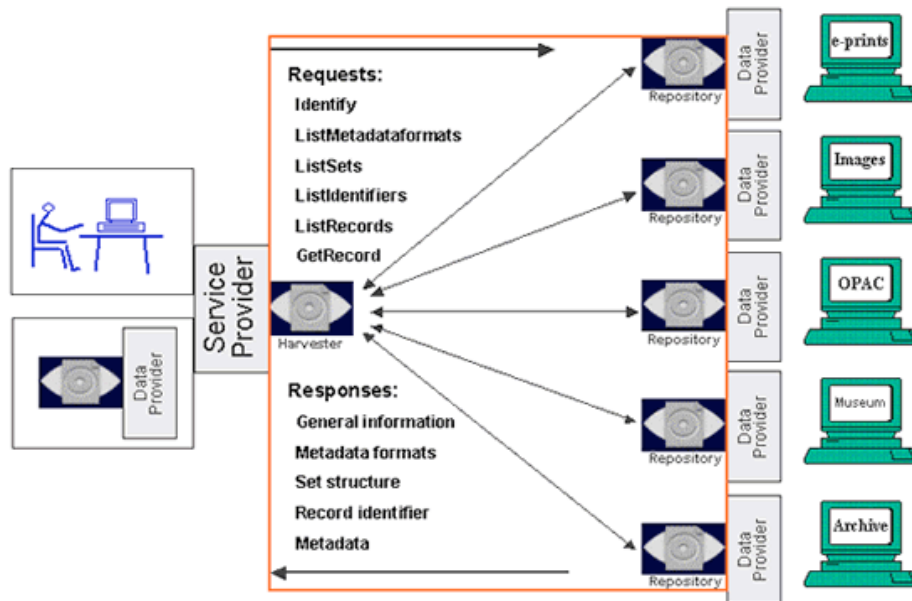 Requests:
Identify
ListMetadataformats
ListSets
ListIdentifiers
ListRecords
GetRecord
Service
Provider
Harvester
Data
Provider
Responses:
General information
Metadata formats
Set structure
Record identifier
Metadata
Repository
Data
Provider
e-prints
Repository
Data
Provider
Images
Repository
Data
Provider
OPAC
Repository
Data
Provider
Museum
Repository
Data
Provider
Archive